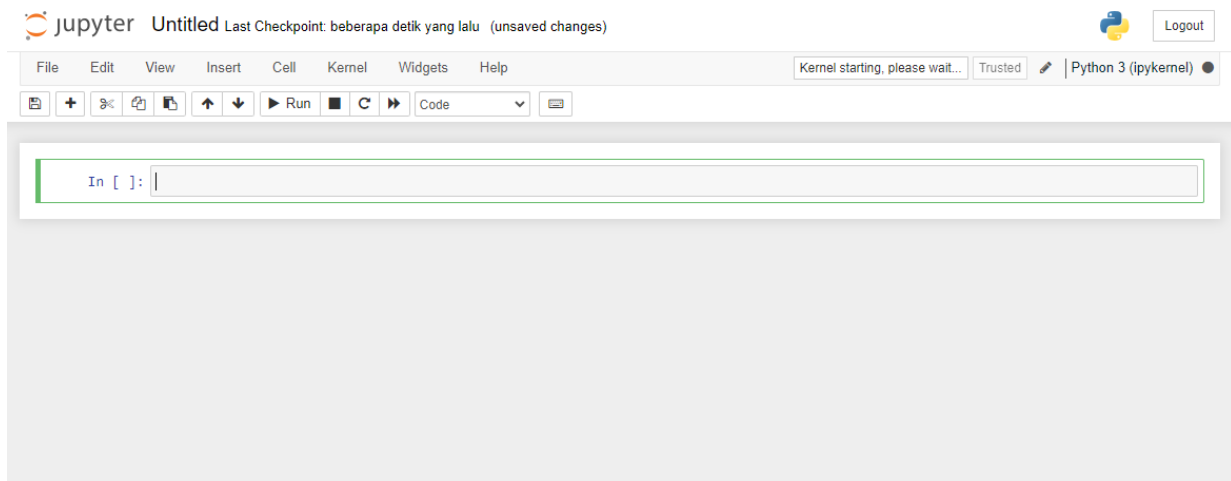 jupyter Untitled Last Checkpoint: beberapa detik yang lalu (unsaved changes) Logout
File Edit View Insert Cell Kernel Widgets Help Kernel starting, please wait... Trusted Python 3 (ipykernel)
Run Code
In [ ]: